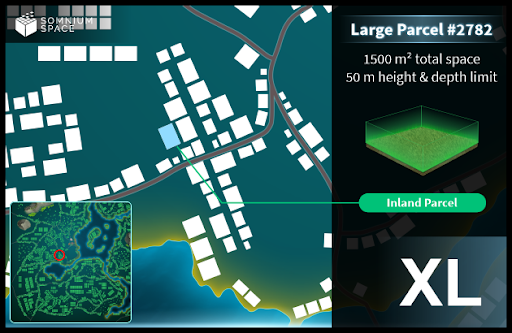 SOMNIUM
SPACE
Large Parcel #2782
1500 m² total space
50 m height & depth limit
Inland Parcel
XL